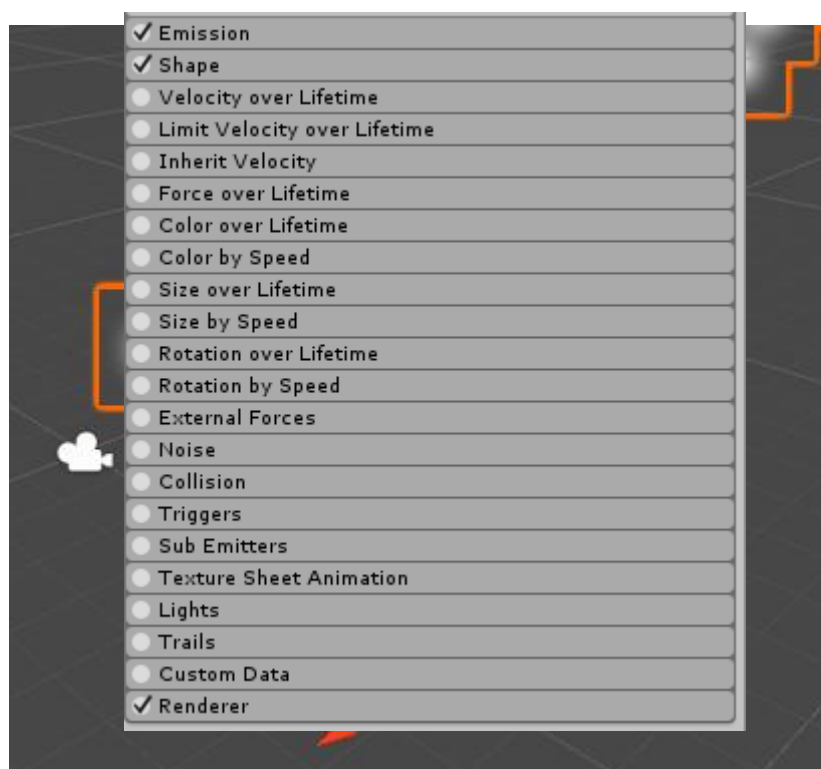 Emission
Shape
Velocity over Lifetime
Limit Velocity over Lifetime
Inherit Velocity
Force over Lifetime
Color over Lifetime
Color by Speed
Size over Lifetime
Size by Speed
Rotation over Lifetime
Rotation by Speed
External Forces
Noise
Collision
Triggers
Sub Emitters
Texture Sheet Animation
Lights
Trails
Custom Data
Renderer